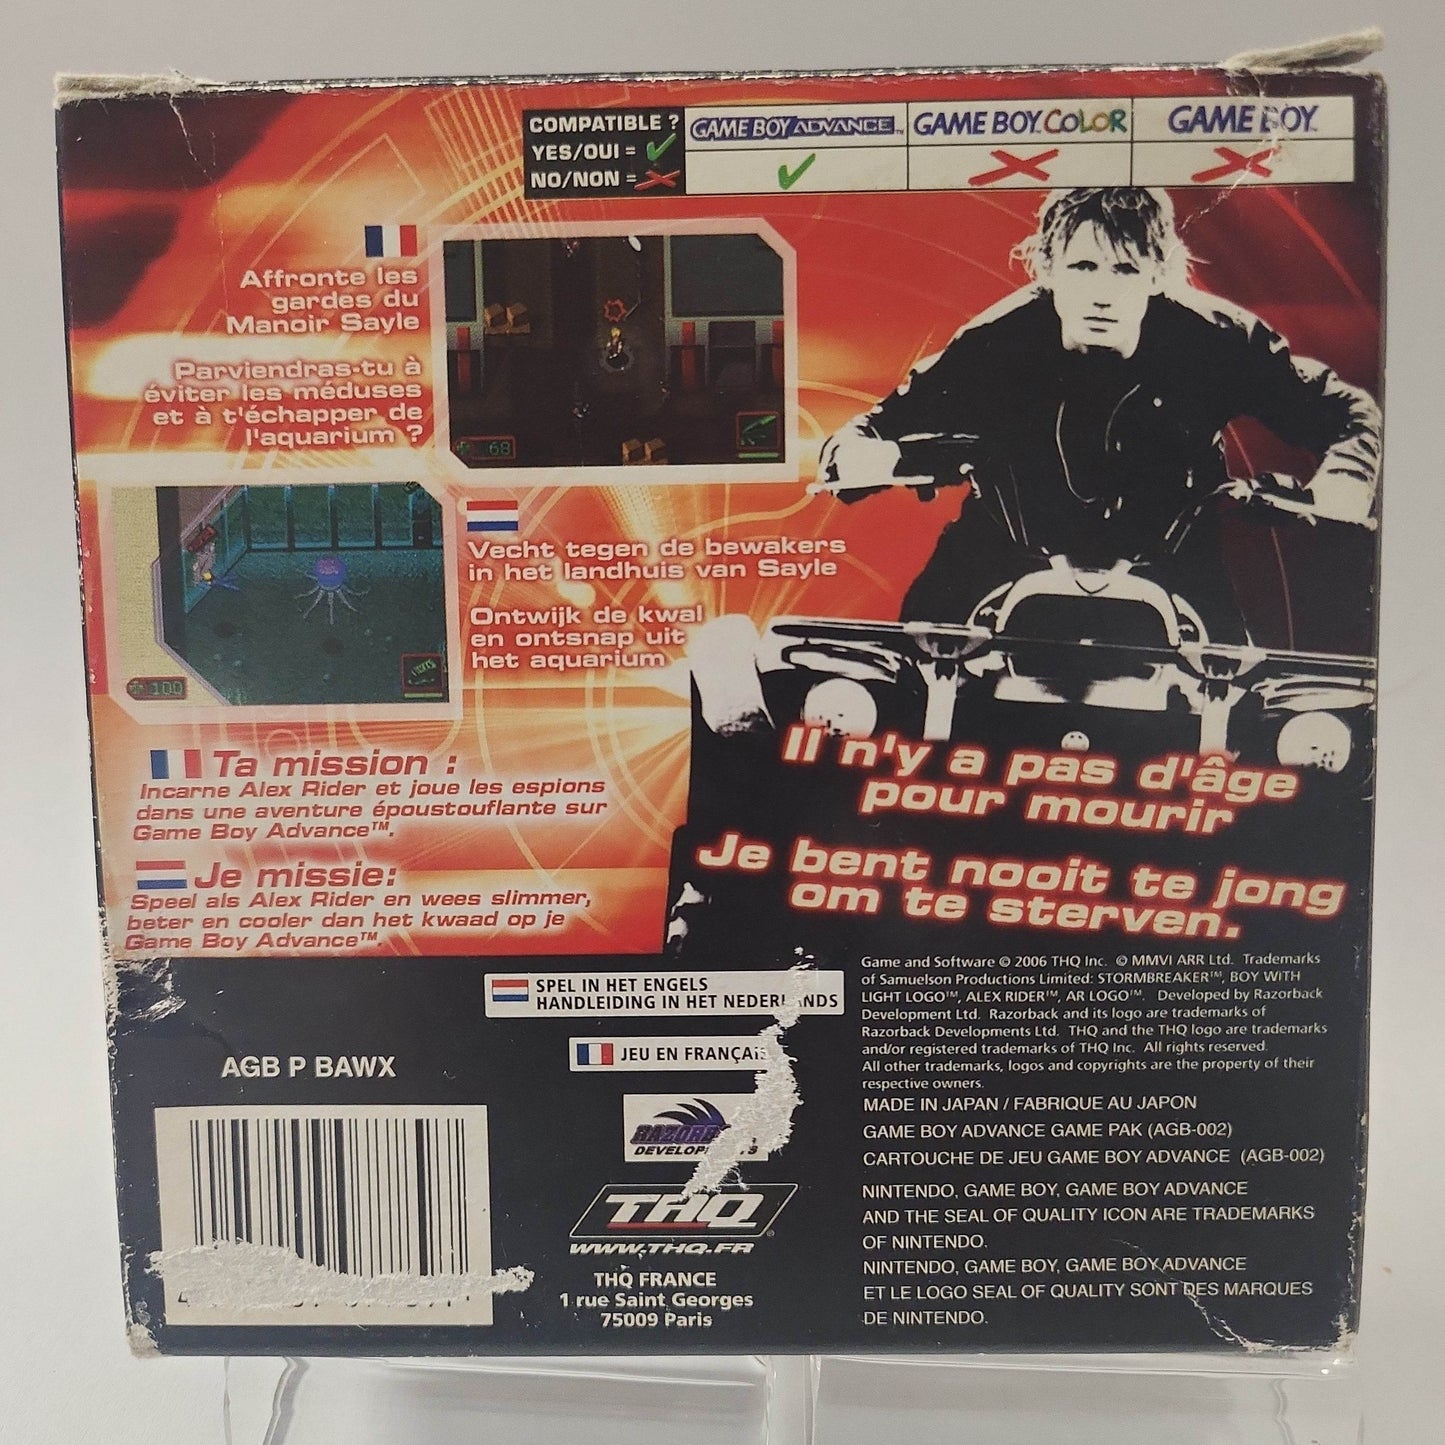 COMPATIBLE ?
YES/OUI =
NO/NON =
GAME BOY ADVANCE™
GAME BOY COLOR
GAME BOY™
Affronte les
gardes du
Manoir Sayle
Parviendras-tu à
éviter les méduses
et à t'échapper de
l'aquarium ?
68
100
Vecht tegen de bewakers
in het landhuis van Sayle
Ontwijk de kwal
en ontsnap uit
het aquarium
Ta mission :
Incarne Alex Rider et joue les espions
dans une aventure époustouflante sur
Game Boy Advance™.
Je missie:
Speel als Alex Rider en wees slimmer,
beter en cooler dan het kwaad op je
Game Boy Advance™.
Il n'y a pas d'âge
pour mourir
Je bent nooit te jong
om te sterven.
SPEL IN HET ENGELS
HANDLEIDING IN HET NEDERLANDS
JEU EN FRANÇAIS
AGB P BAWX
THQ®
WWW.THQ.FR
THQ FRANCE
1 rue Saint Georges
75009 Paris
Game and Software © 2006 THQ Inc. © MMVI ARR Ltd. Trademarks
of Samuelson Productions Limited: STORMBREAKER™, BOY WITH
LIGHT LOGO™, ALEX RIDER™, AR LOGO™. Developed by Razorback
Development Ltd. Razorback and its logo are trademarks of
Razorback Developments Ltd. THQ and the THQ logo are trademarks
and/or registered trademarks of THQ Inc. All rights reserved.
All other trademarks, logos and copyrights are the property of their
respective owners.
MADE IN JAPAN / FABRIQUE AU JAPON
GAME BOY ADVANCE GAME PAK (AGB-002)
CARTOUCHE DE JEU GAME BOY ADVANCE (AGB-002)
NINTENDO, GAME BOY, GAME BOY ADVANCE
AND THE SEAL OF QUALITY ICON ARE TRADEMARKS
OF NINTENDO.
NINTENDO, GAME BOY, GAME BOY ADVANCE
ET LE LOGO SEAL OF QUALITY SONT DES MARQUES
DE NINTENDO.